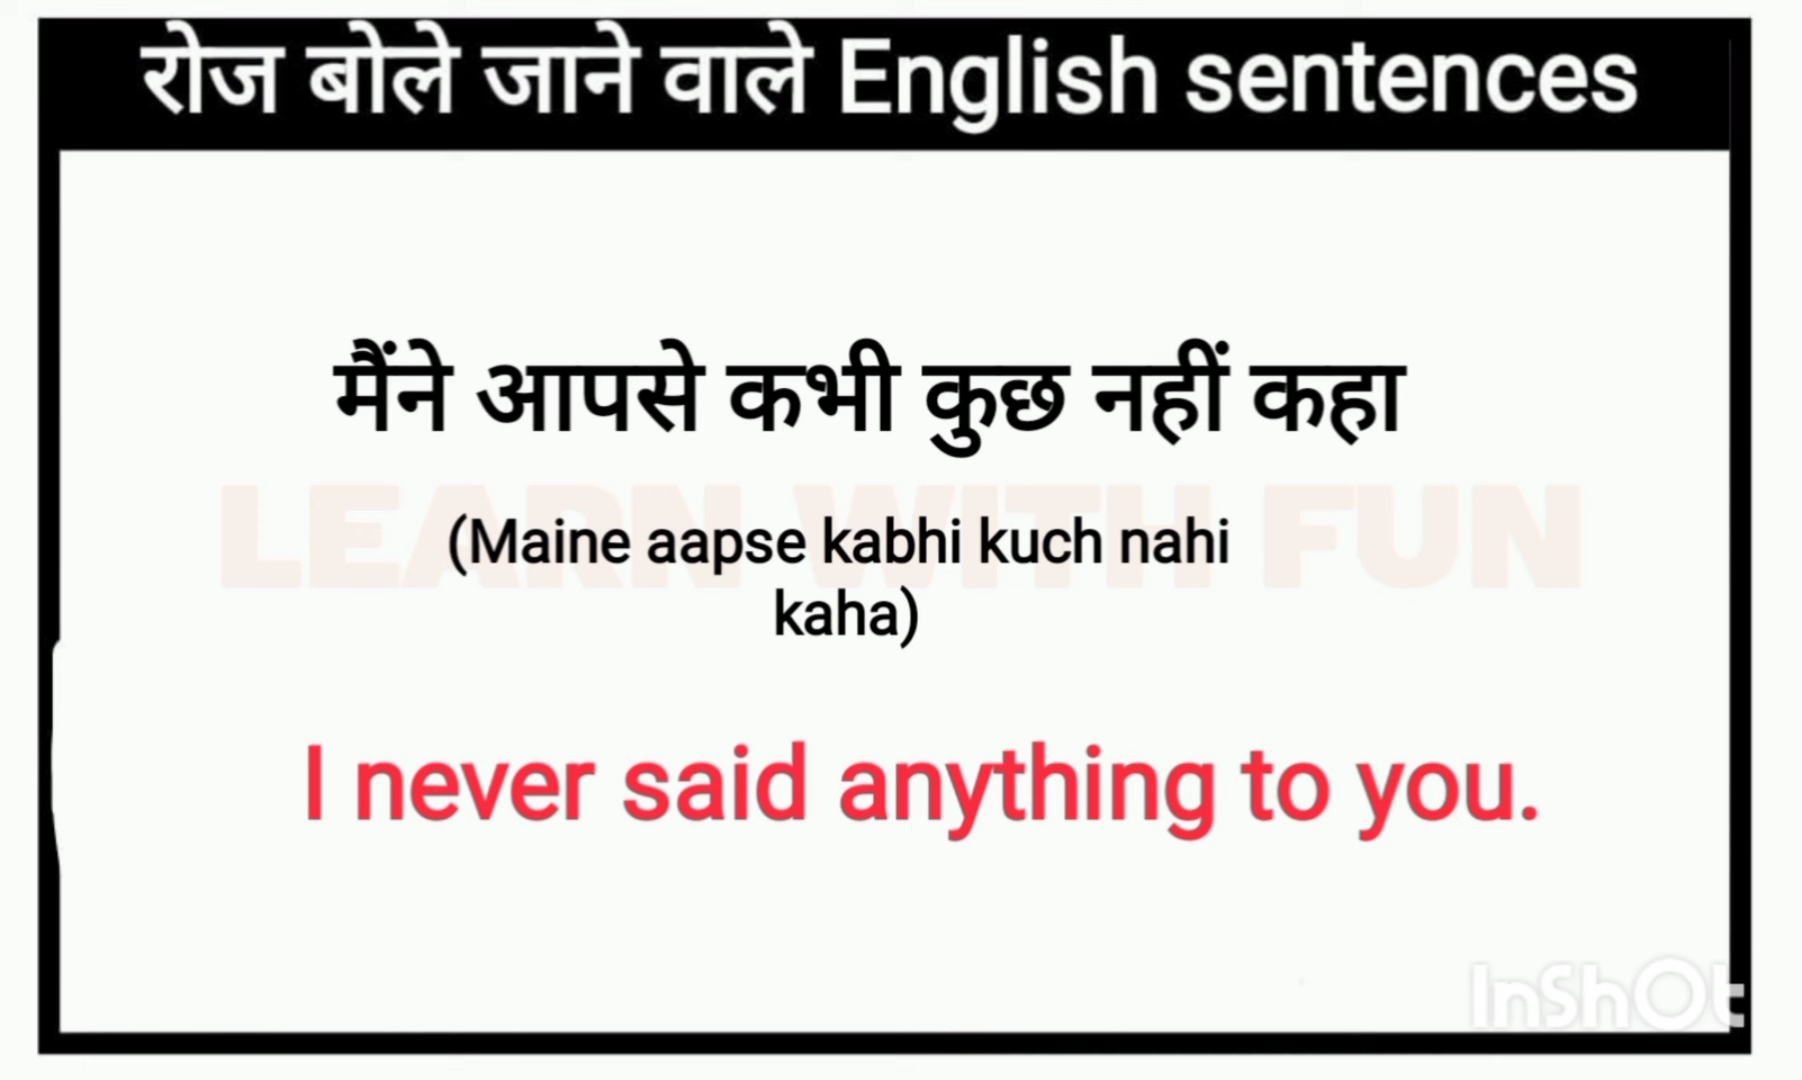 रोज बोले जाने वाले English sentences
मैंने आपसे कभी कुछ नहीं कहा
LEARN WITH FUN
(Maine aapse kabhi kuch nahi
kaha)
I never said anything to you.
InShOt